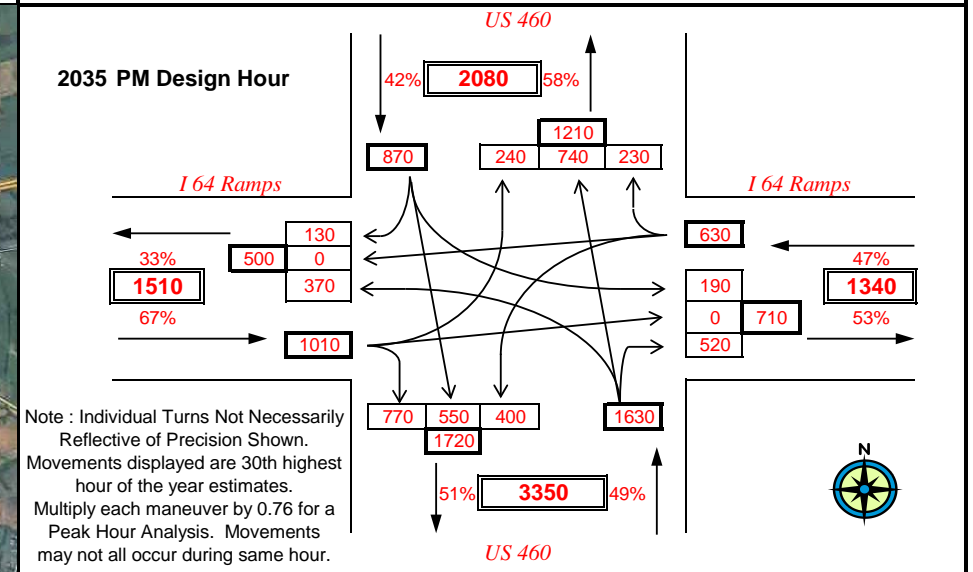 US 460
2035 PM Design Hour
42% 2080 58%
1210
870 240 740 230
I 64 Ramps I 64 Ramps
130 630
33% 500 0 47%
1510 370 190 1340
67% 0 710 53%
1010 520
770 550 400 1630
1720
51% 3350 49%
US 460
Note : Individual Turns Not Necessarily
Reflective of Precision Shown.
Movements displayed are 30th highest
hour of the year estimates.
Multiply each maneuver by 0.76 for a
Peak Hour Analysis. Movements
may not all occur during same hour.
N